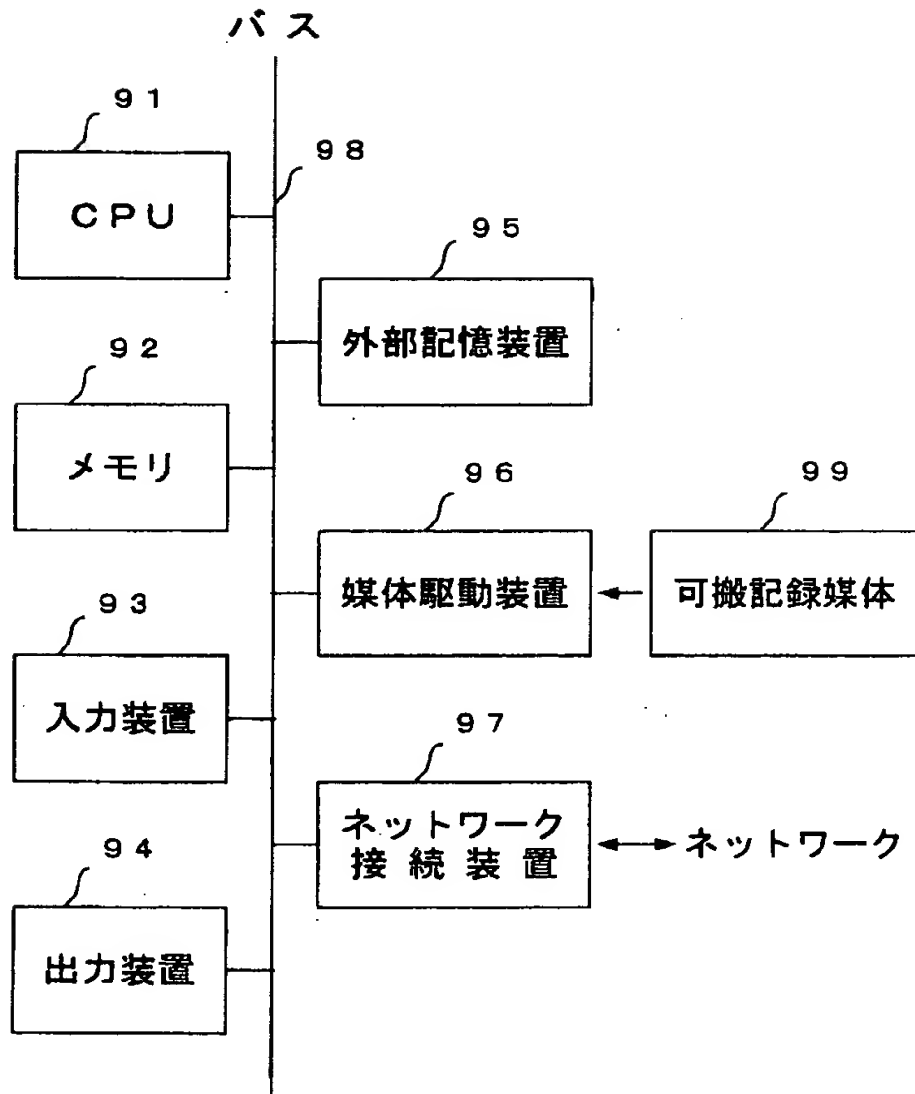 バス
91
98
CPU
95
外部記憶装置
92
メモリ
96
99
媒体駆動装置
可搬記録媒体
93
入力装置
97
ネットワーク
接続装置
ネットワーク
94
出力装置